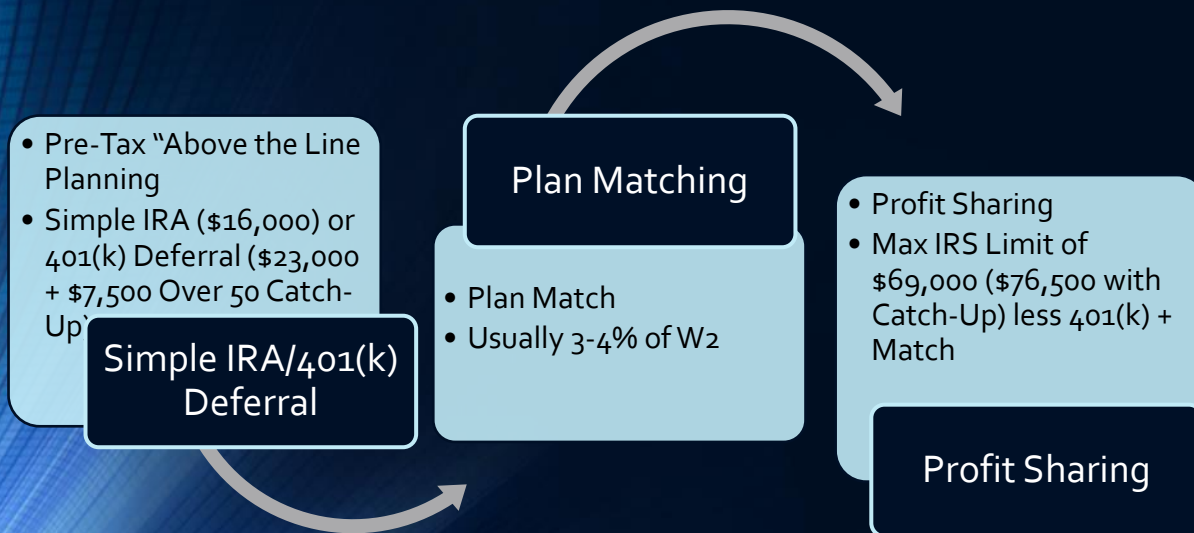 • Pre-Tax “Above the Line
Planning
• Simple IRA ($16,000) or
401(k) Deferral ($23,000
+ $7,500 Over 50 Catch-
Up)
Simple IRA/401(k)
Deferral
Plan Matching
• Plan Match
• Usually 3-4% of W2
• Profit Sharing
• Max IRS Limit of
$69,000 ($76,500 with
Catch-Up) less 401(k) +
Match
Profit Sharing